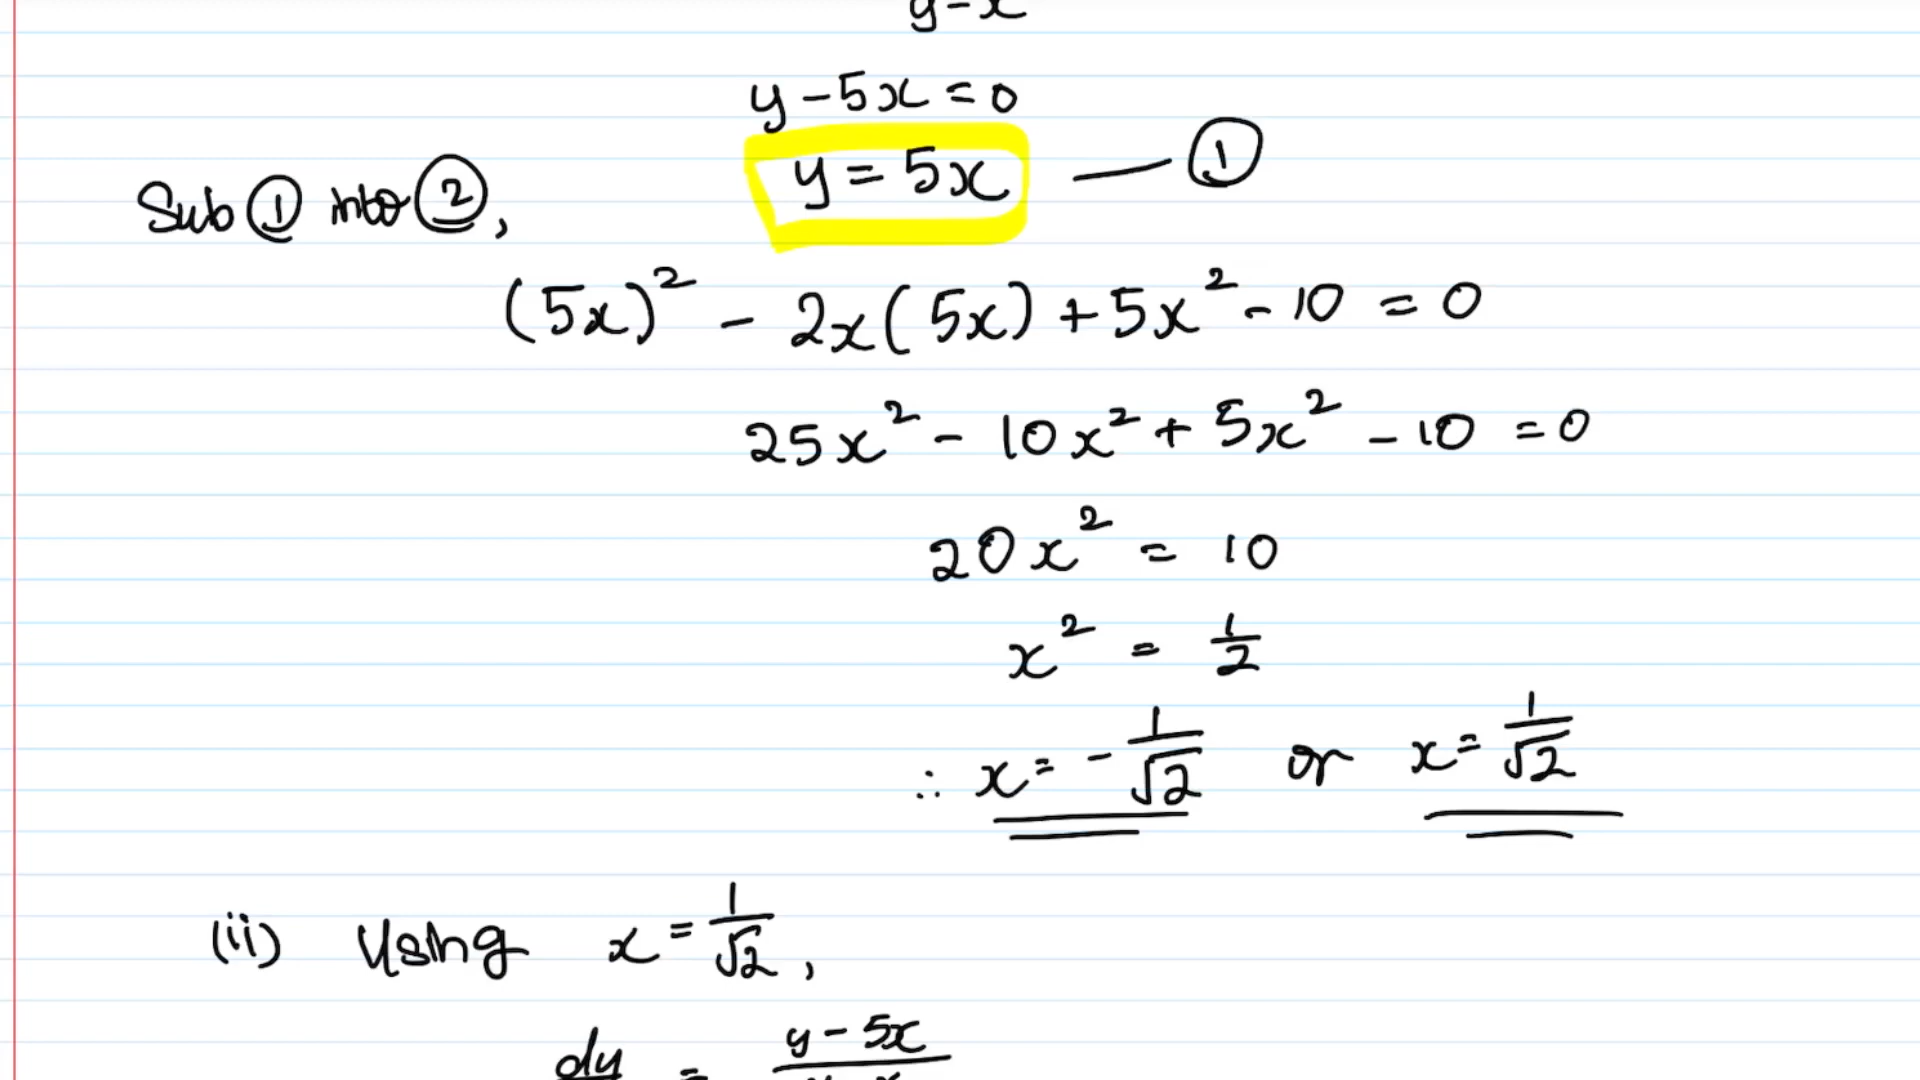 y-x
y - 5x = 0
y = 5x — ①
Sub ① into ②,
(5x)² - 2x(5x) + 5x² - 10 = 0
25x² - 10x² + 5x² - 10 = 0
20x² = 10
x² = 1/2
∴ x = - 1/√2 or x = 1/√2
(ii) Using x = 1/√2,
dy = y - 5x